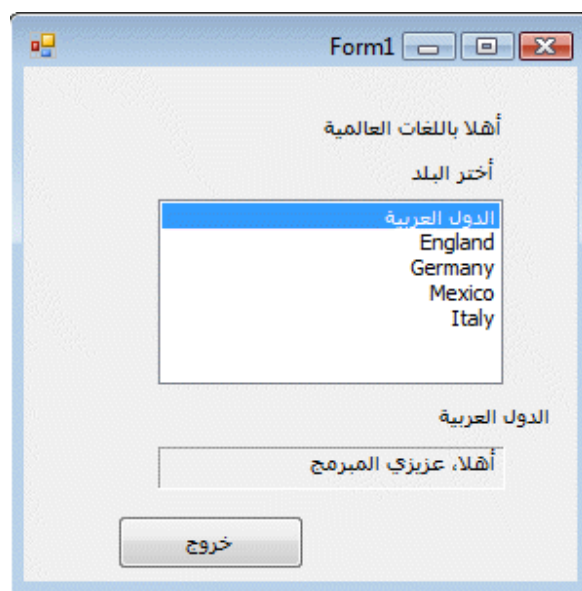 Form1
أهلا باللغات العالمية
أختر البلد
الدول العربية
England
Germany
Mexico
Italy
الدول العربية
أهلا، عزيزي المبرمج
خروج